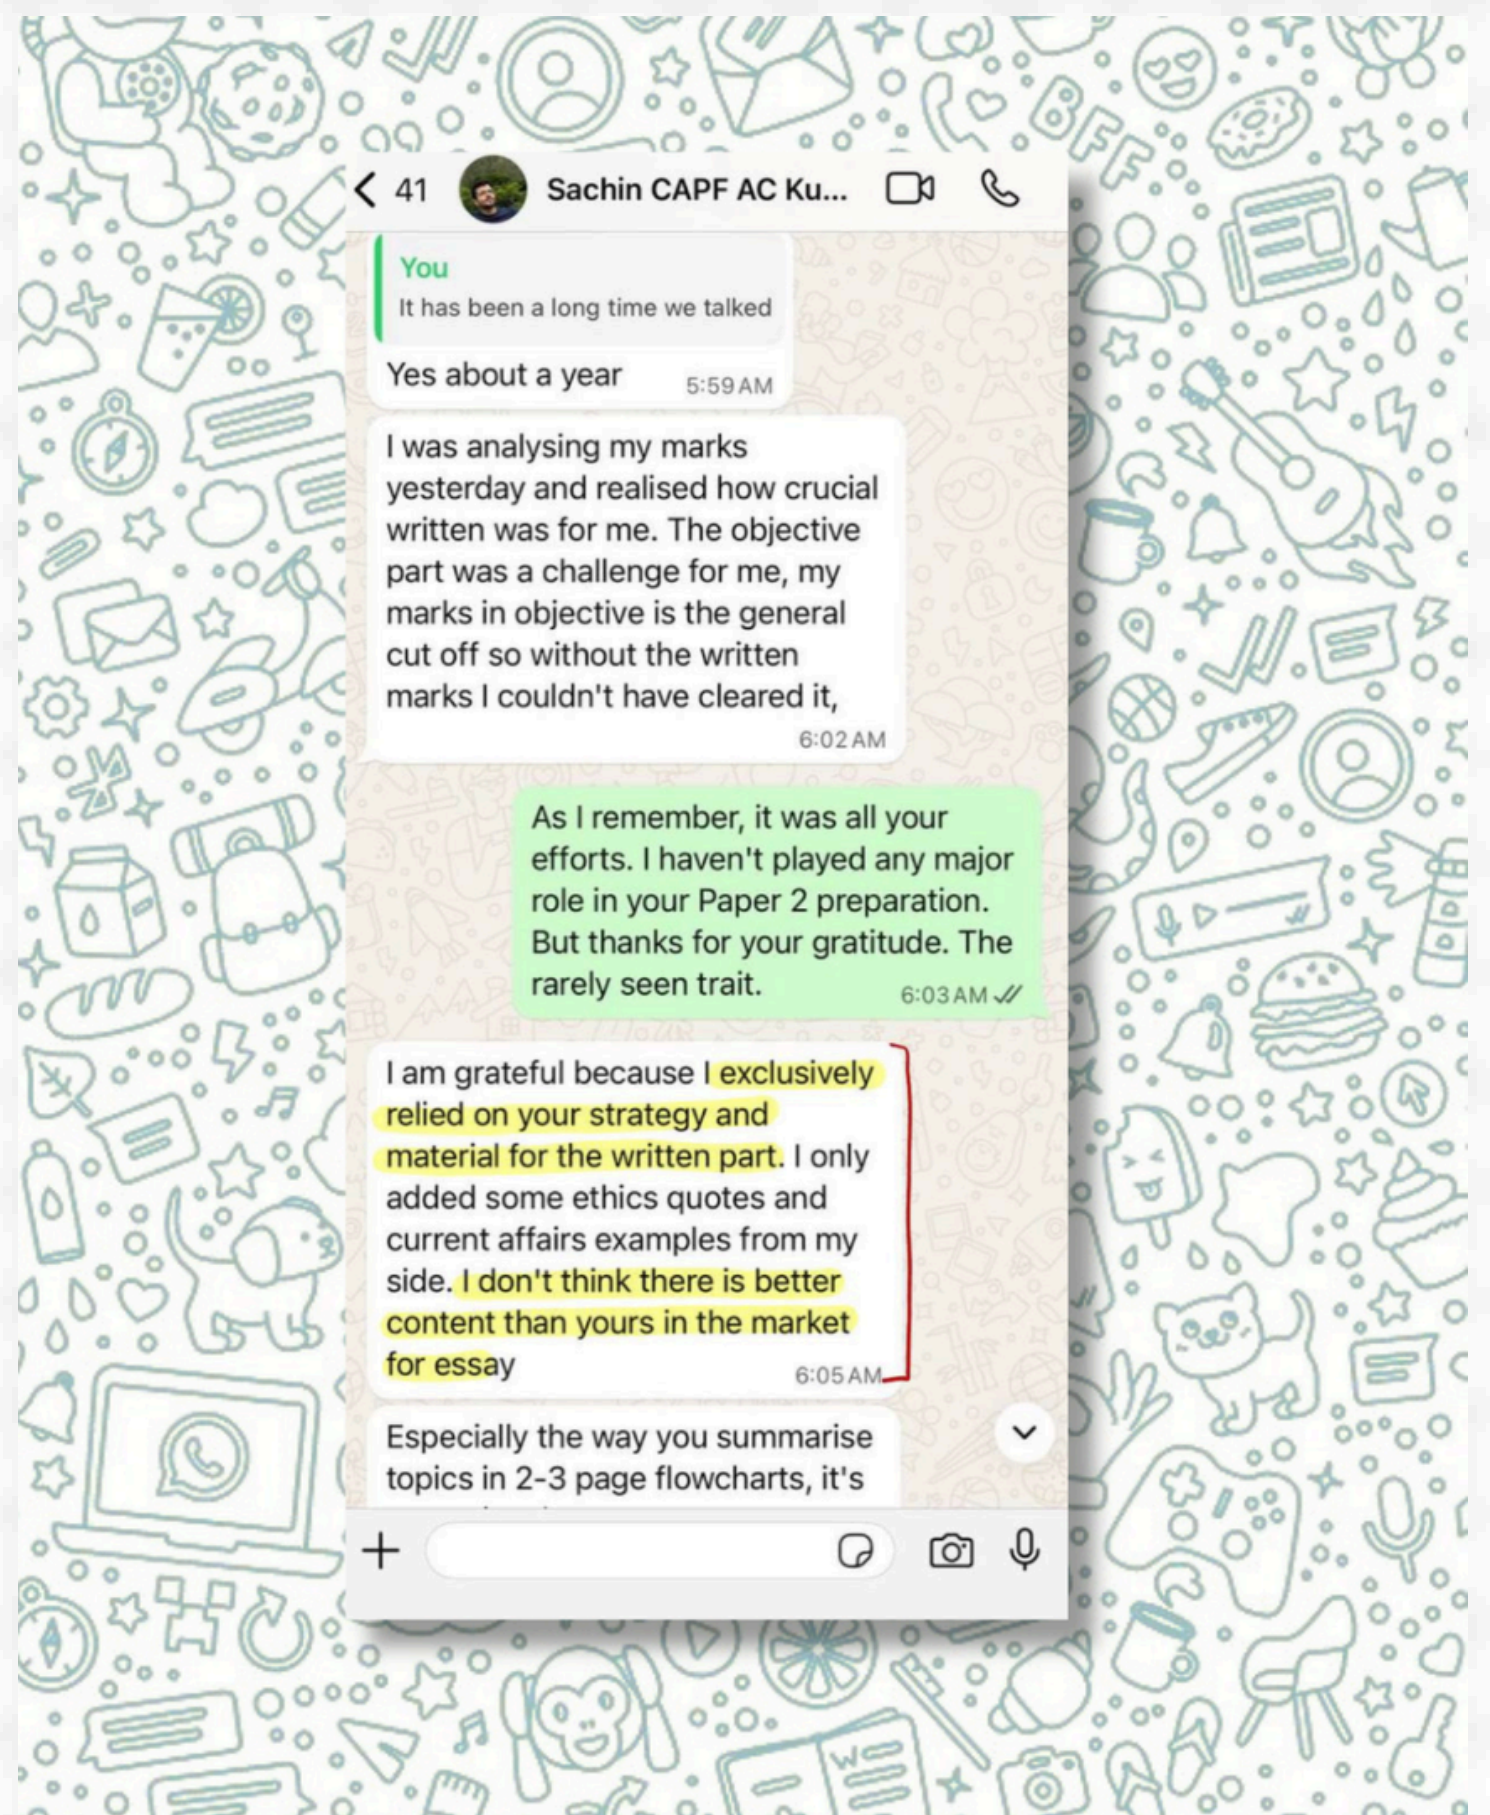 41 Sachin CAPF AC Ku...
You
It has been a long time we talked
Yes about a year
5:59 AM
I was analysing my marks
yesterday and realised how crucial
written was for me. The objective
part was a challenge for me, my
marks in objective is the general
cut off so without the written
marks I couldn't have cleared it,
6:02 AM
As I remember, it was all your
efforts. I haven't played any major
role in your Paper 2 preparation.
But thanks for your gratitude. The
rarely seen trait.
6:03 AM
I am grateful because I exclusively
relied on your strategy and
material for the written part. I only
added some ethics quotes and
current affairs examples from my
side. I don't think there is better
content than yours in the market
for essay
6:05 AM
Especially the way you summarise
topics in 2-3 page flowcharts, it's
BFF
W